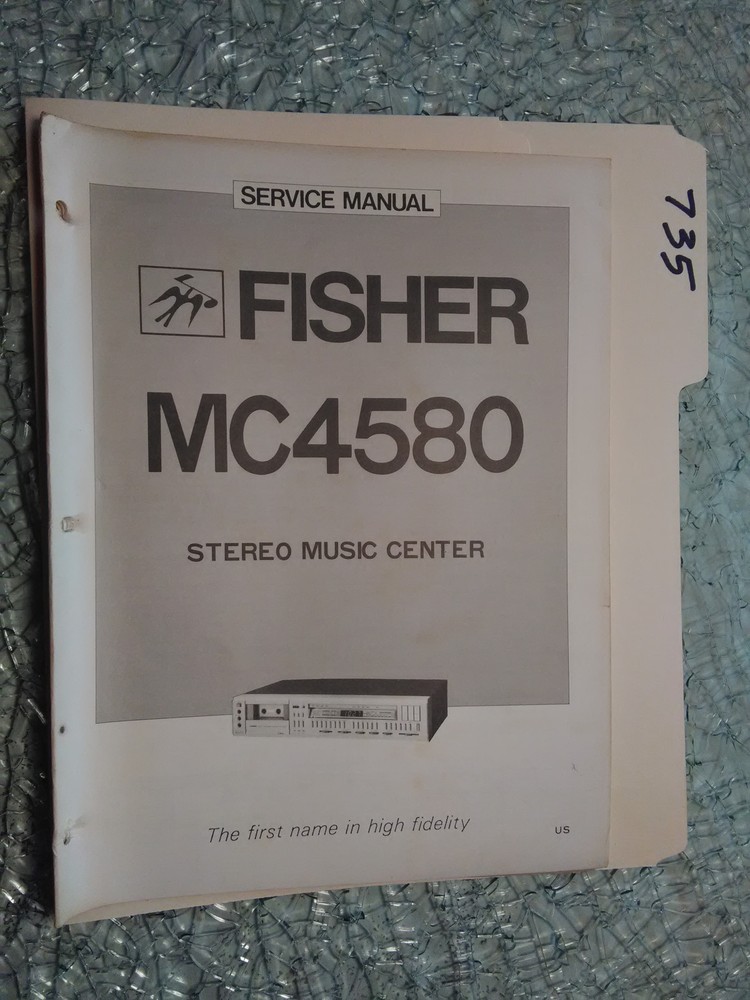 SERVICE MANUAL
FISHER
MC4580
STEREO MUSIC CENTER
The first name in high fidelity
US
735